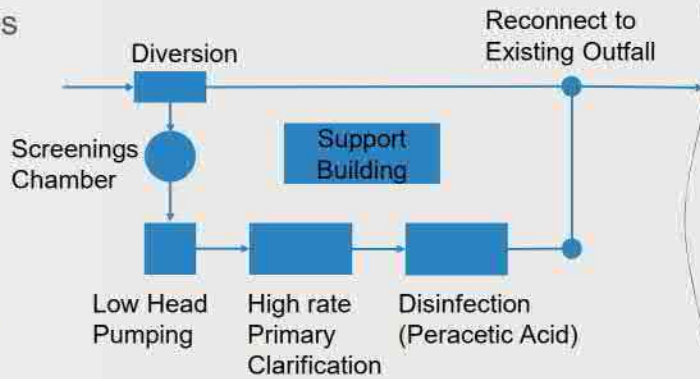 Diversion
Reconnect to
Existing Outfall
Screenings
Chamber
Support
Building
Low Head
Pumping
High rate
Primary
Clarification
Disinfection
(Peracetic Acid)